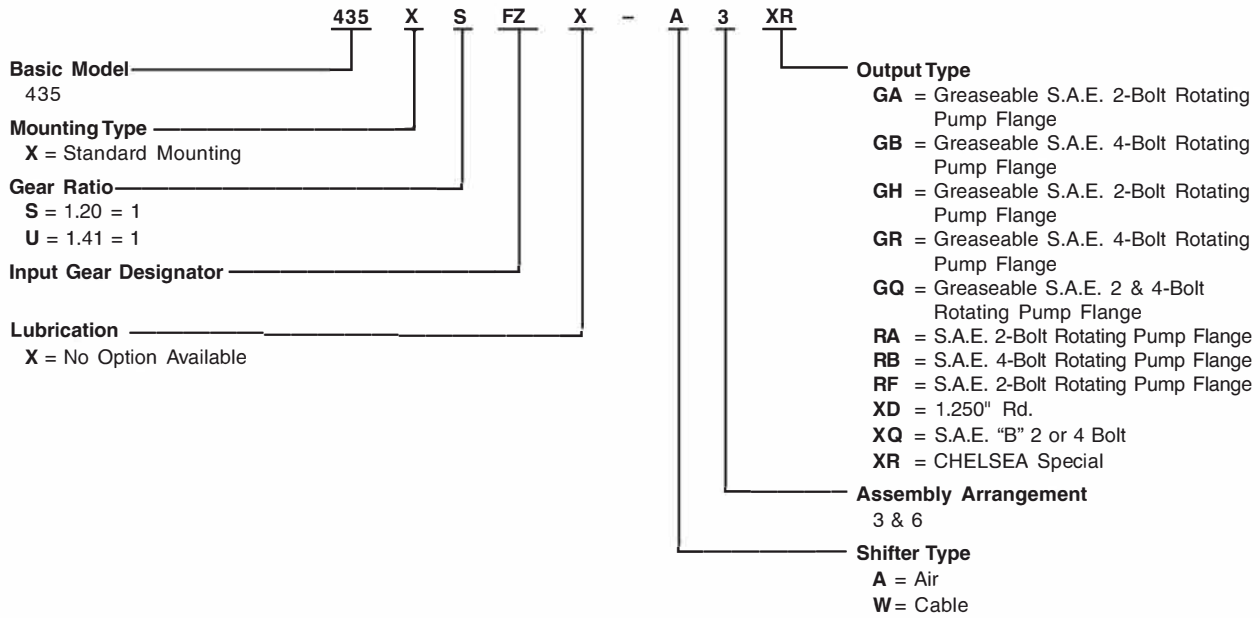 435 X S FZ X - A 3 XR
Basic Model
435
Mounting Type
X = Standard Mounting
Gear Ratio
S = 1.20 = 1
U = 1.41 = 1
Input Gear Designator
Lubrication
X = No Option Available
Output Type
GA = Greaseable S.A.E. 2-Bolt Rotating
Pump Flange
GB = Greaseable S.A.E. 4-Bolt Rotating
Pump Flange
GH = Greaseable S.A.E. 2-Bolt Rotating
Pump Flange
GR = Greaseable S.A.E. 4-Bolt Rotating
Pump Flange
GQ = Greaseable S.A.E. 2 & 4-Bolt
Rotating Pump Flange
RA = S.A.E. 2-Bolt Rotating Pump Flange
RB = S.A.E. 4-Bolt Rotating Pump Flange
RF = S.A.E. 2-Bolt Rotating Pump Flange
XD = 1.250" Rd.
XQ = S.A.E. “B” 2 or 4 Bolt
XR = CHELSEA Special
Assembly Arrangement
3 & 6
Shifter Type
A = Air
W = Cable